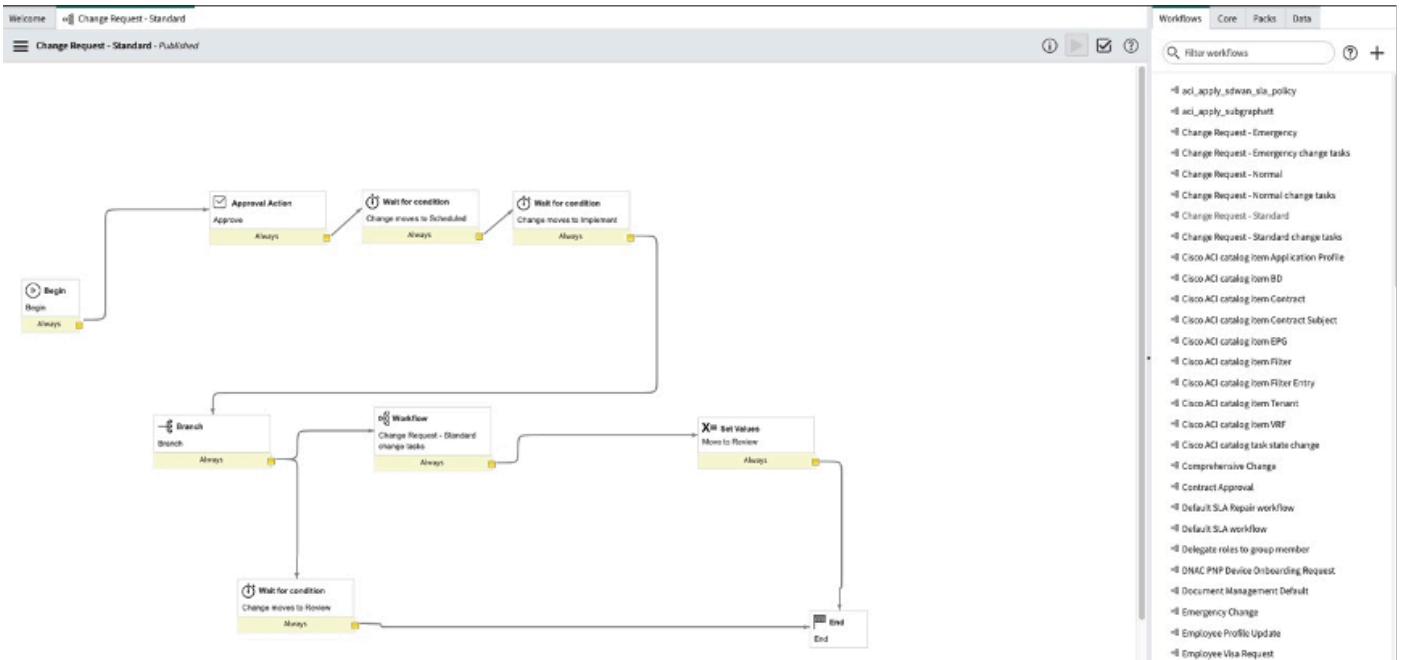 Welcome
Change Request - Standard
Workflows Core Packs Data
Change Request - Standard - Published
Filter workflows
aci_apply_sdwan_sla_policy
aci_apply_subgraphatt
Change Request - Emergency
Change Request - Emergency change tasks
Change Request - Normal
Change Request - Normal change tasks
Change Request - Standard
Change Request - Standard change tasks
Cisco ACI catalog item Application Profile
Cisco ACI catalog item BD
Cisco ACI catalog item Contract
Cisco ACI catalog item Contract Subject
Cisco ACI catalog item EPG
Cisco ACI catalog item Filter
Cisco ACI catalog item Filter Entry
Cisco ACI catalog item Tenant
Cisco ACI catalog item VRF
Cisco ACI catalog task state change
Comprehensive Change
Contract Approval
Default SLA Repair workflow
Default SLA workflow
Delegate roles to group member
DNAC PNP Device Onboarding Request
Document Management Default
Emergency Change
Employee Profile Update
Employee Visa Request
Begin
Begin
Always
Approval Action
Approve
Always
Wait for condition
Change moves to Scheduled
Always
Wait for condition
Change moves to Implement
Always
Branch
Branch
Always
Workflow
Change Request - Standard
change tasks
Always
X= Set Values
Move to Review
Always
Wait for condition
Change moves to Review
Always
End
End